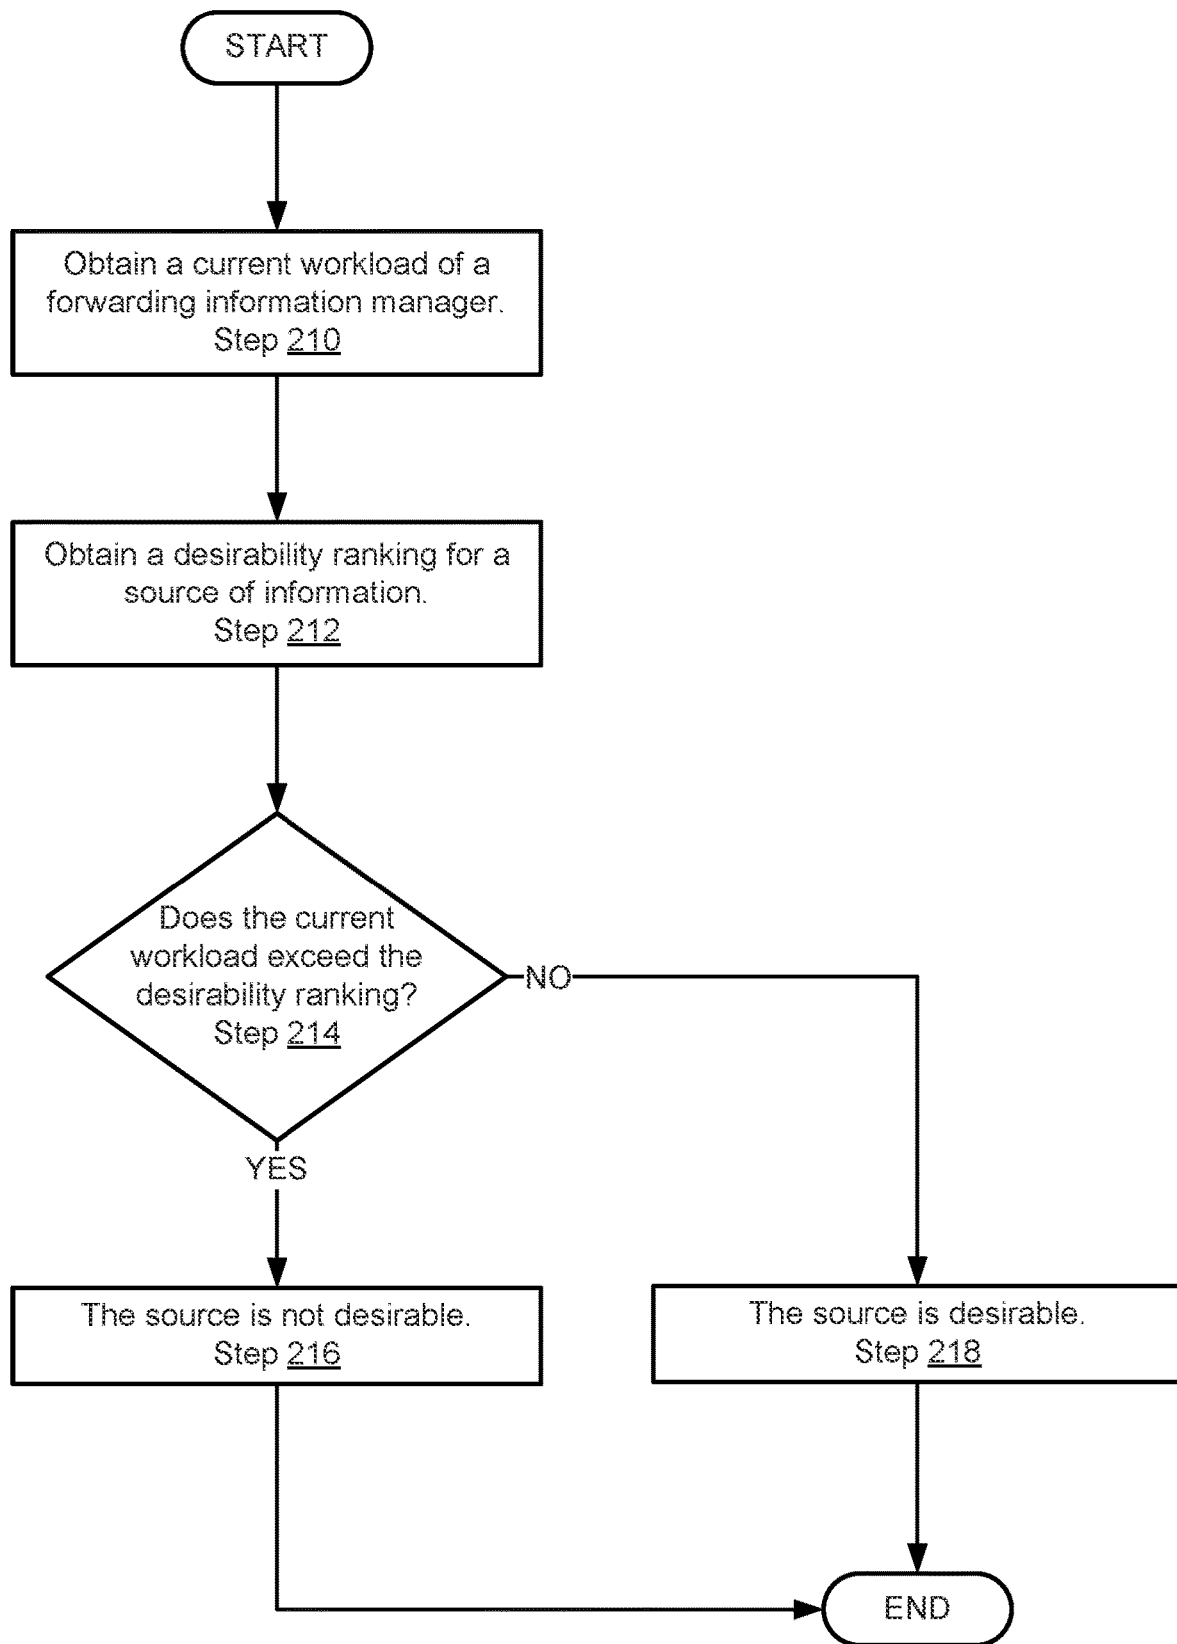 START
Obtain a current workload of a
forwarding information manager.
Step 210
Obtain a desirability ranking for a
source of information.
Step 212
Does the current
workload exceed the
desirability ranking?
Step 214
NO
YES
The source is not desirable.
Step 216
The source is desirable.
Step 218
END